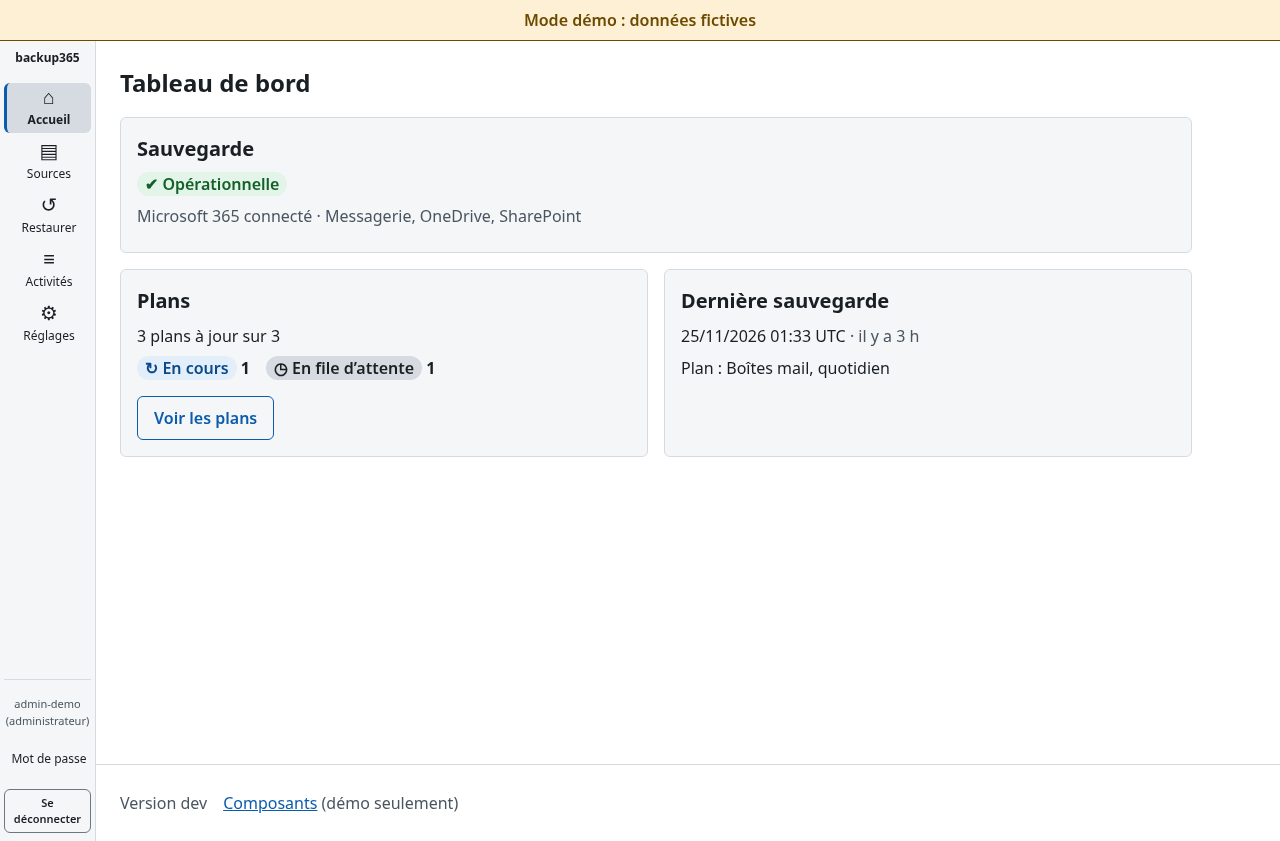 Mode démo : données fictives
backup365
⌂
Accueil
▤
Sources
↺
Restaurer
≡
Activités
⚙
Réglages
admin-demo
(administrateur)
Mot de passe
Se
déconnecter
Tableau de bord
Sauvegarde
✔ Opérationnelle
Microsoft 365 connecté · Messagerie, OneDrive, SharePoint
Plans
3 plans à jour sur 3
↻ En cours 1 ◷ En file d’attente 1
Voir les plans
Dernière sauvegarde
25/11/2026 01:33 UTC · il y a 3 h
Plan : Boîtes mail, quotidien
Version dev Composants (démo seulement)